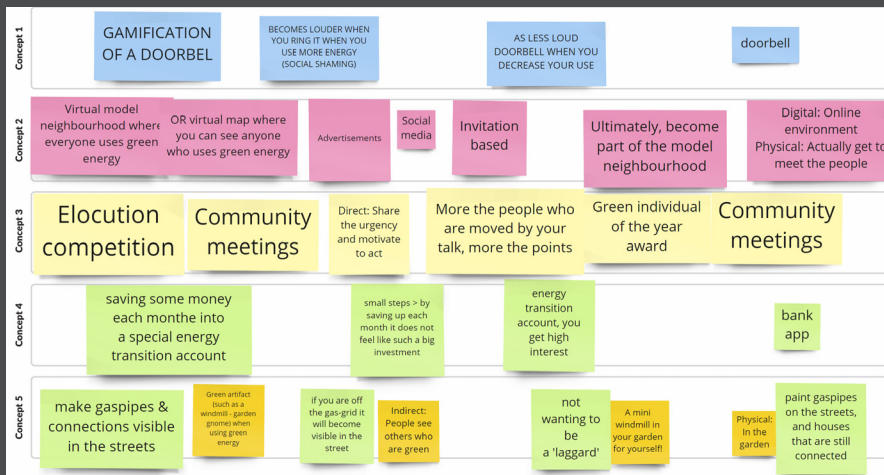 Concept 1
GAMIFICATION
OF A DOORBEL
BECOMES LOUDER WHEN
YOU RING IT WHEN YOU
USE MORE ENERGY
(SOCIAL SHAMING)
AS LESS LOUD
DOORBELL WHEN YOU
DECREASE YOUR USE
doorbell
Concept 2
Virtual model
neighbourhood where
everyone uses green
energy
OR virtual map where
you can see anyone
who uses green energy
Advertisements
Social
media
Invitation
based
Ultimately, become
part of the model
neighbourhood
Digital: Online
environment
Physical: Actually get to
meet the people
Concept 3
Elocution
competition
Community
meetings
Direct: Share
the urgency
and motivate
to act
More the people who
are moved by your
talk, more the points
Green individual
of the year
award
Community
meetings
Concept 4
saving some money
each monthe into
a special energy
transition account
small steps > by
saving up each
month it does not
feel like such a big
investment
energy
transition
account, you
get high
interest
bank
app
Concept 5
make gaspipes &
connections visible
in the streets
Green artifact
(such as a
windmill - garden
gnome) when
using green
energy
if you are off
the gas-grid it
will become
visible in the
street
Indirect:
People see
others who
are green
not
wanting to
be
a 'laggard'
A mini
windmill in
your garden
for yourself!
Physical:
In the
garden
paint gaspipes
on the streets,
and houses
that are still
connected